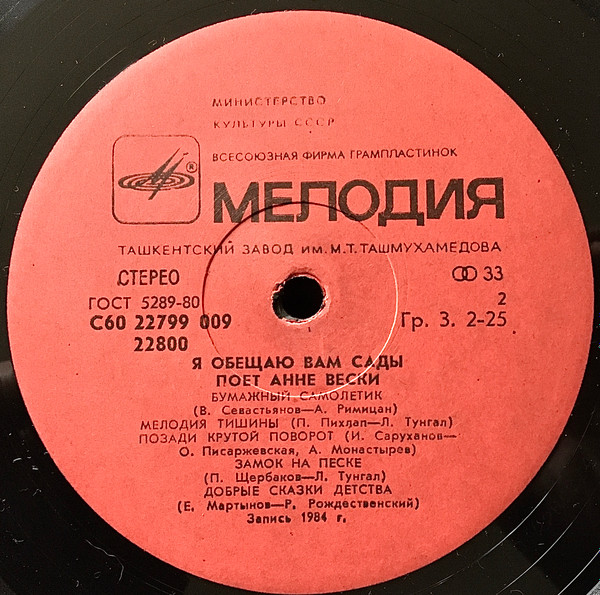 МИНИСТЕРСТВО
КУЛЬТУРЫ СССР
ВСЕСОЮЗНАЯ ФИРМА ГРАМПЛАСТИНОК
®
МЕЛОДИЯ
ТАШКЕНТСКИЙ ЗАВОД ИМ. М.Т. ТАШМУХАМЕДОВА
СТЕРЕО
33
ГОСТ 5289-80
2
С60 22799 009
Гр. 3. 2-25
22800
Я ОБЕЩАЮ ВАМ САДЫ
ПОЕТ АННЕ ВЕСКИ
БУМАЖНЫЙ САМОЛЕТИК
(В. Севастьянов—А. Римицан)
МЕЛОДИЯ ТИШИНЫ (П. Пихлап—Л. Тунгал)
ПОЗАДИ КРУТОЙ ПОВОРОТ (И. Саруханов—
О. Писаржевская, А. Монастырев)
ЗАМОК НА ПЕСКЕ
(П. Щербаков—Л. Тунгал)
ДОБРЫЕ СКАЗКИ ДЕТСТВА
(Е. Мартынов—Р. Рождественский)
Запись 1984 г.